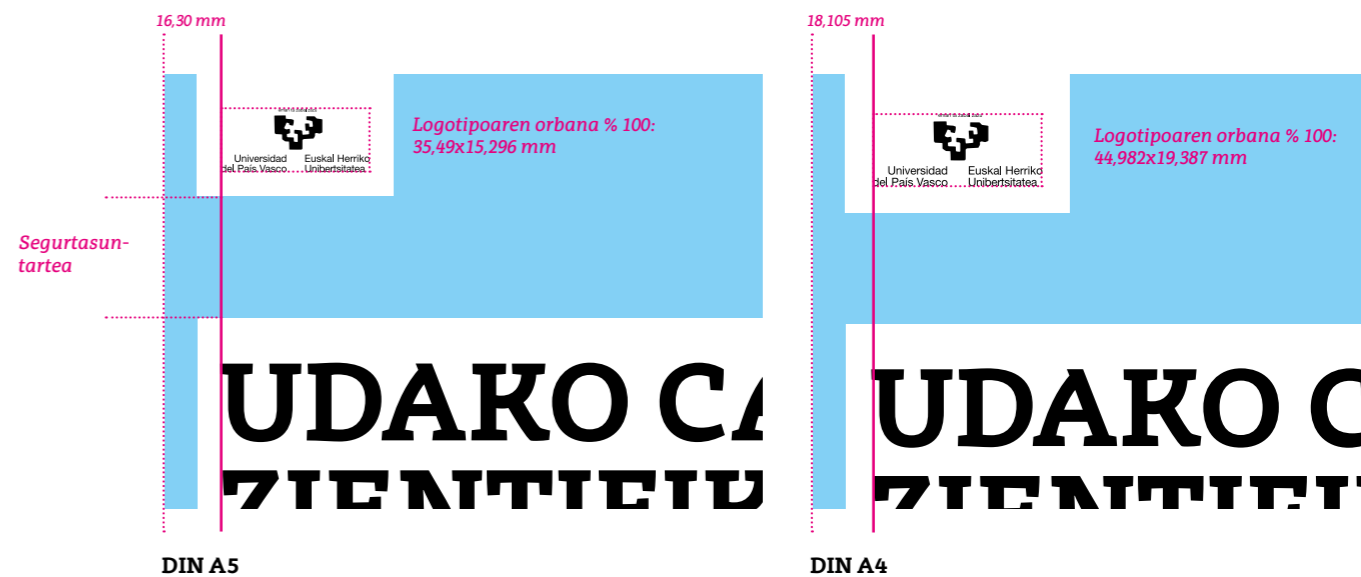 16,30 mm
Universidad
del País Vasco
Euskal Herriko
Unibertsitatea
Logotipoaren orbana % 100:
35,49x15,296 mm
Segurtasun-
tartea
UDAKO CA
ZIENTIFIK
DIN A5
18,105 mm
Universidad
del País Vasco
Euskal Herriko
Unibertsitatea
Logotipoaren orbana % 100:
44,982x19,387 mm
UDAKO C
ZIENTIFI
DIN A4